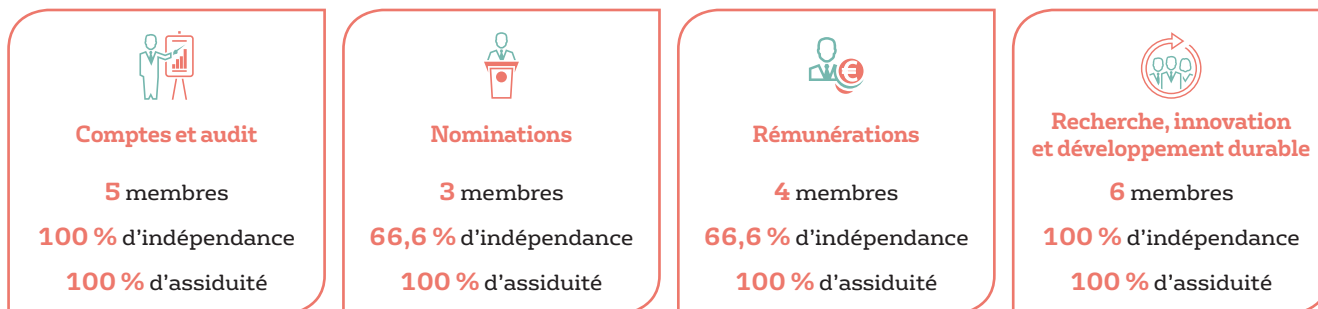 Comptes et audit
5 membres
100 % d’indépendance
100 % d’assiduité
Nominations
3 membres
66,6 % d’indépendance
100 % d’assiduité
€
Rémunérations
4 membres
66,6 % d’indépendance
100 % d’assiduité
Recherche, innovation
et développement durable
6 membres
100 % d’indépendance
100 % d’assiduité